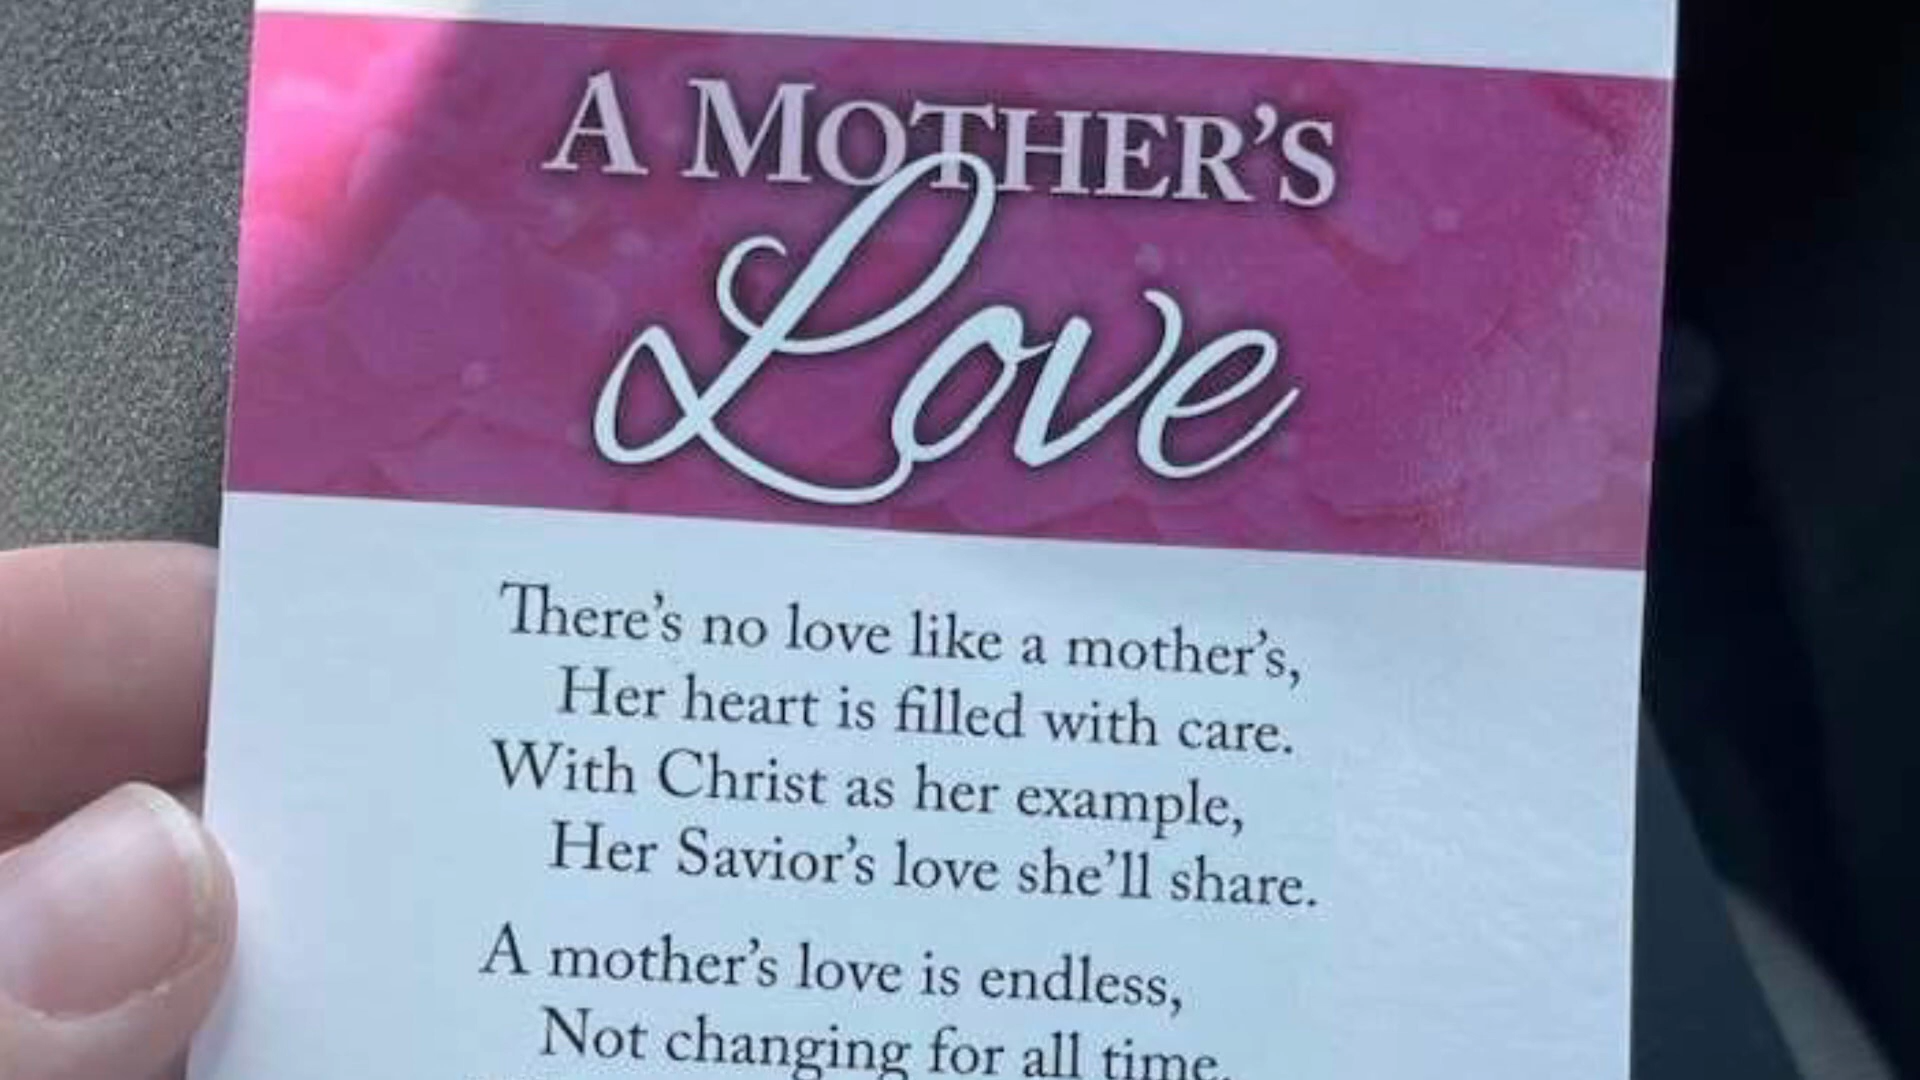 A MOTHER’S
Love
There’s no love like a mother’s,
Her heart is filled with care.
With Christ as her example,
Her Savior’s love she’ll share.
A mother’s love is endless,
Not changing for all time.